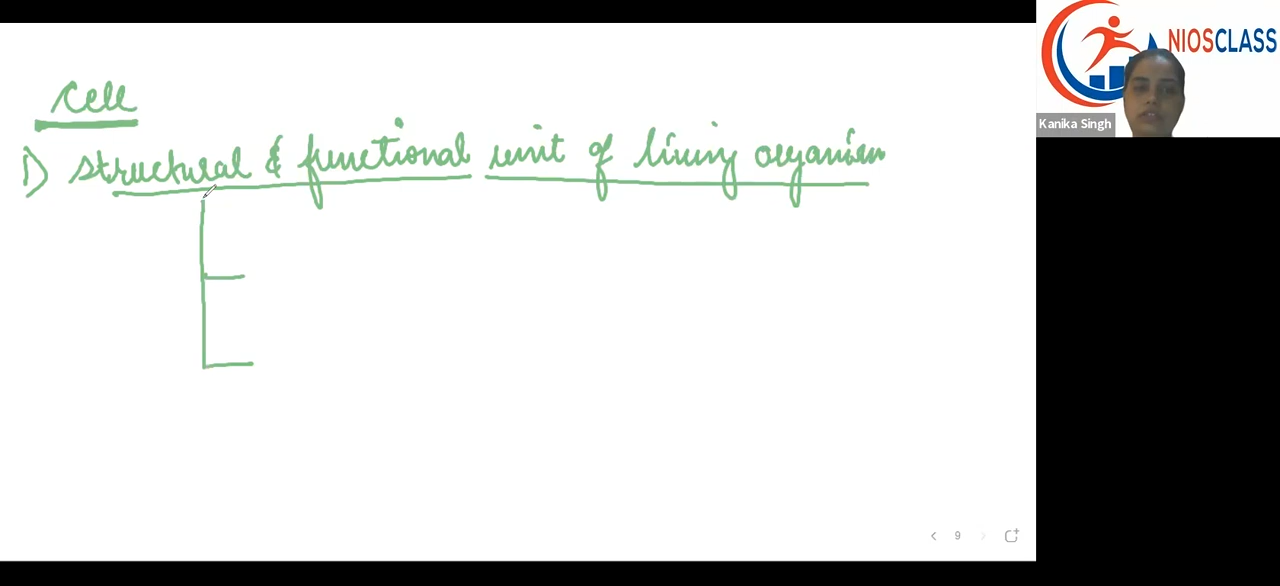 NIOSCLASS
Kanika Singh
Cell
1) Structural & functional unit of living organism
9